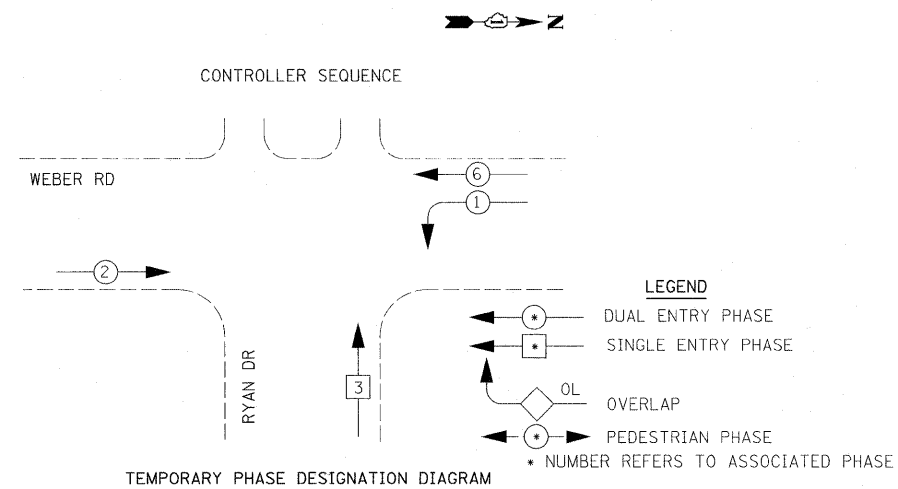 N
CONTROLLER SEQUENCE
WEBER RD
6
1
2
3
RYAN DR
LEGEND
* DUAL ENTRY PHASE
* SINGLE ENTRY PHASE
OL OVERLAP
* PEDESTRIAN PHASE
* NUMBER REFERS TO ASSOCIATED PHASE
TEMPORARY PHASE DESIGNATION DIAGRAM